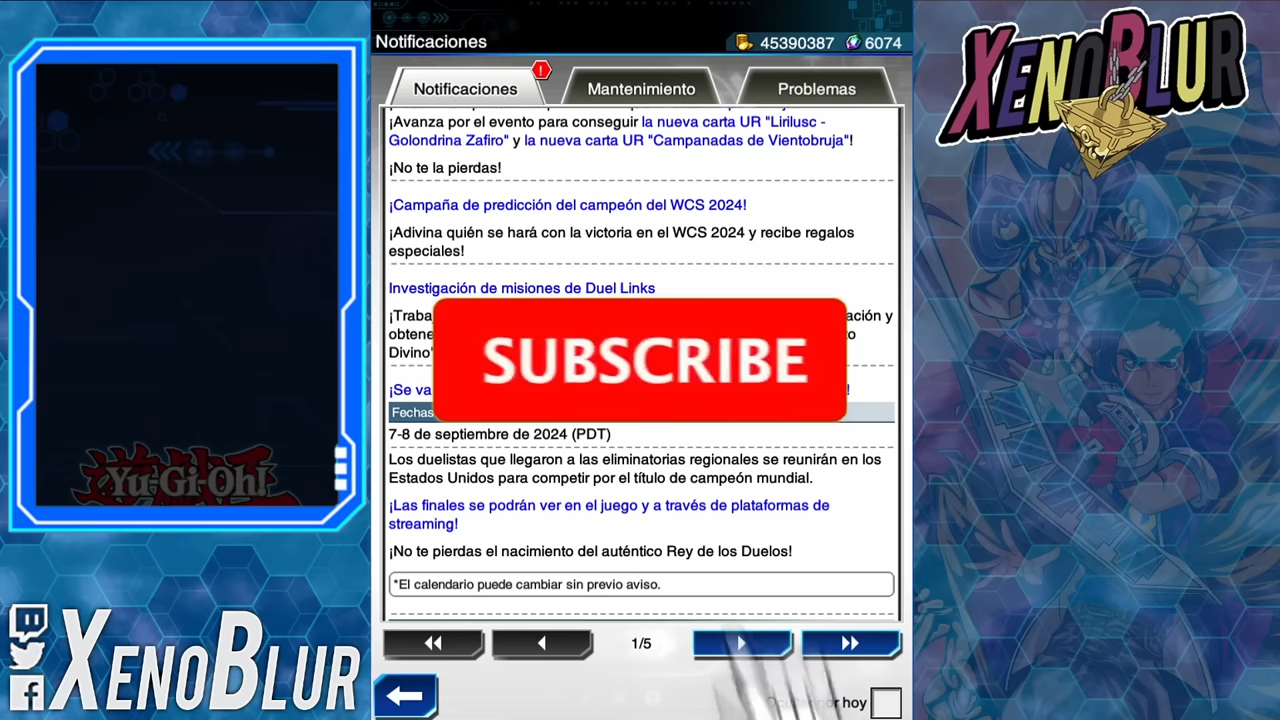 Notificaciones
45390387
6074
Notificaciones
!
Mantenimiento
Problemas
¡Avanza por el evento para conseguir la nueva carta UR "Lirilusc -
Golondrina Zafiro" y la nueva carta UR "Campanadas de Vientobruja"!
¡No te la pierdas!
¡Campaña de predicción del campeón del WCS 2024!
¡Adivina quién se hará con la victoria en el WCS 2024 y recibe regalos
especiales!
Investigación de misiones de Duel Links
SUBSCRIBE
Fechas
7-8 de septiembre de 2024 (PDT)
Los duelistas que llegaron a las eliminatorias regionales se reunirán en los
Estados Unidos para competir por el título de campeón mundial.
¡Las finales se podrán ver en el juego y a través de plataformas de
streaming!
¡No te pierdas el nacimiento del auténtico Rey de los Duelos!
*El calendario puede cambiar sin previo aviso.
1/5
por hoy
XENOBLUR
Yu-Gi-Oh!
XENOBLUR